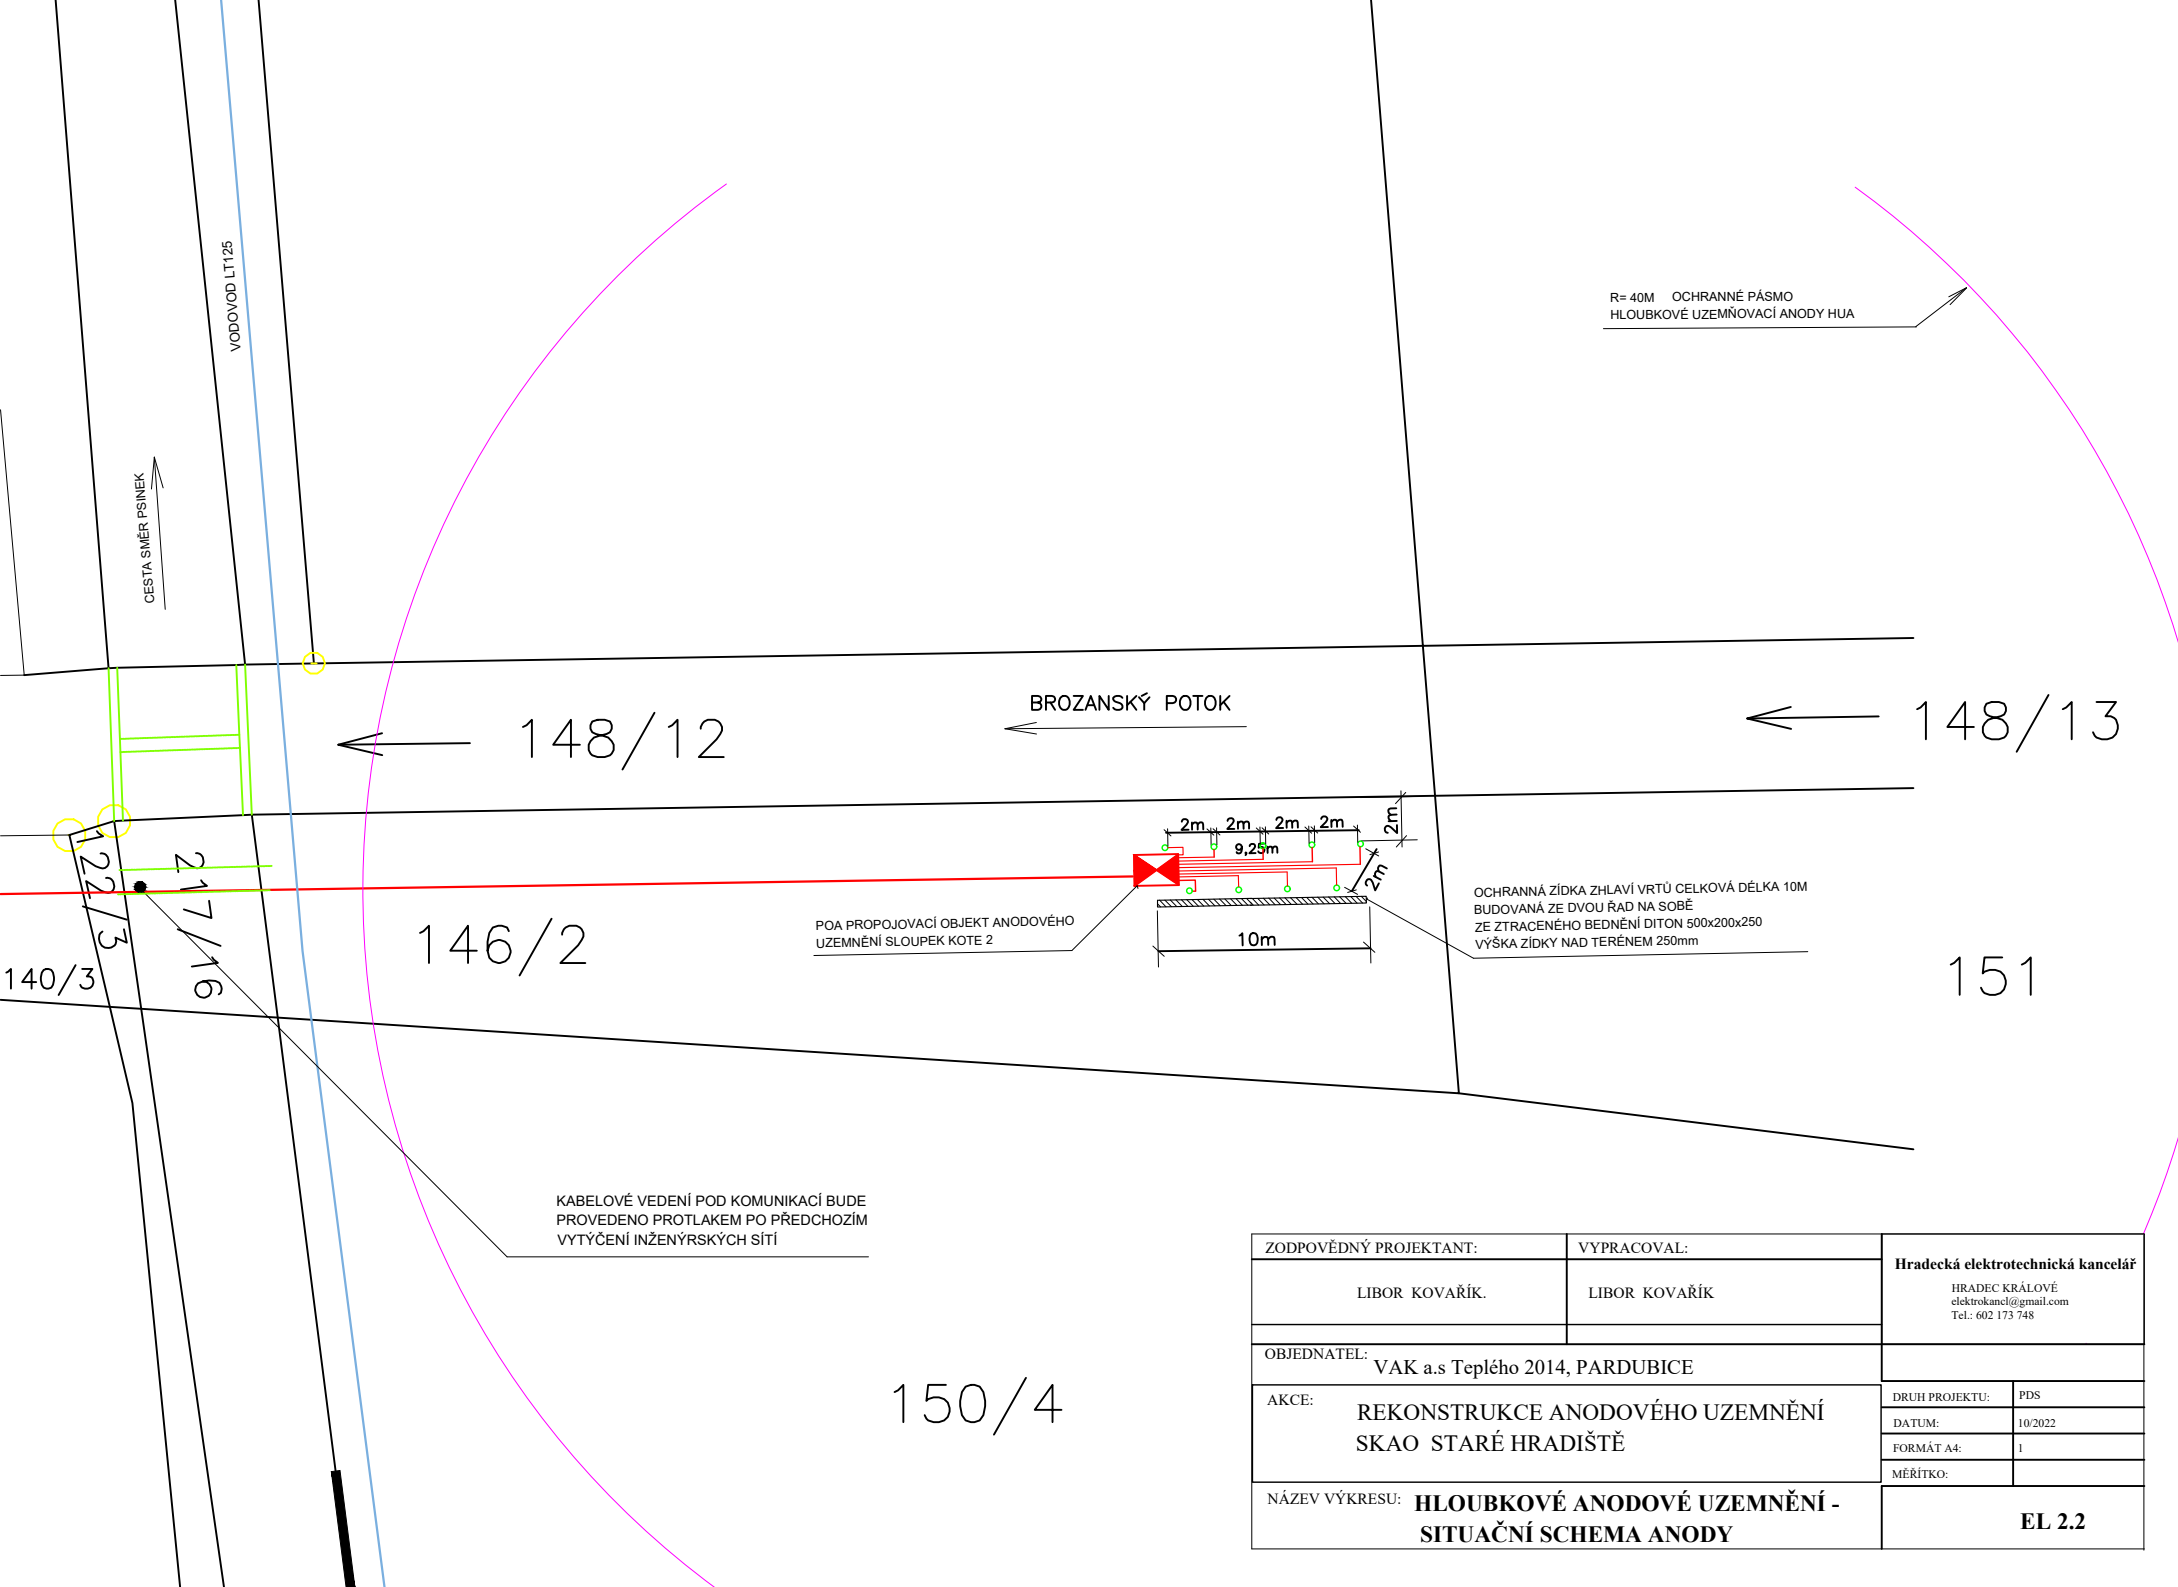 VODOVOD LT125
R= 40M OCHRANNÉ PÁSMO
HLOUBKOVÉ UZEMŇOVACÍ ANODY HUA
CESTA SMĚR PSINEK
148/12
BROZANSKÝ POTOK
148/13
2m
2m
2m
2m
2m
9,25m
2m
122/3
217/16
146/2
140/3
POA PROPOJOVACÍ OBJEKT ANODOVÉHO
UZEMNĚNÍ SLOUPEK KOTE 2
10m
OCHRANNÁ ZÍDKA ZHLAVÍ VRTŮ CELKOVÁ DÉLKA 10M
BUDOVANÁ ZE DVOU ŘAD NA SOBĚ
ZE ZTRACENÉHO BEDNĚNÍ DITON 500x200x250
VÝŠKA ZÍDKY NAD TERÉNEM 250mm
151
KABELOVÉ VEDENÍ POD KOMUNIKACÍ BUDE
PROVEDENO PROTLAKEM PO PŘEDCHOZÍM
VYTÝČENÍ INŽENÝRSKÝCH SÍTÍ
150/4
ZODPOVĚDNÝ PROJEKTANT:
VYPRACOVAL:
LIBOR KOVAŘÍK.
LIBOR KOVAŘÍK
Hradecká elektrotechnická kancelář
HRADEC KRÁLOVÉ
elektrokancl@gmail.com
Tel.: 602 173 748
OBJEDNATEL: VAK a.s Teplého 2014, PARDUBICE
AKCE: REKONSTRUKCE ANODOVÉHO UZEMNĚNÍ
SKAO STARÉ HRADIŠTĚ
DRUH PROJEKTU: PDS
DATUM: 10/2022
FORMÁT A4: 1
MĚŘÍTKO:
NÁZEV VÝKRESU: HLOUBKOVÉ ANODOVÉ UZEMNĚNÍ -
SITUAČNÍ SCHEMA ANODY
EL 2.2